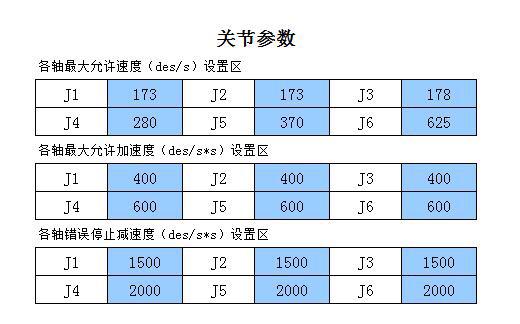 关节参数
各轴最大允许速度(des/s)设置区
J1 173 J2 173 J3 178
J4 280 J5 370 J6 625
各轴最大允许加速度(des/s*s)设置区
J1 400 J2 400 J3 400
J4 600 J5 600 J6 600
各轴错误停止减速度(des/s*s)设置区
J1 1500 J2 1500 J3 1500
J4 2000 J5 2000 J6 2000